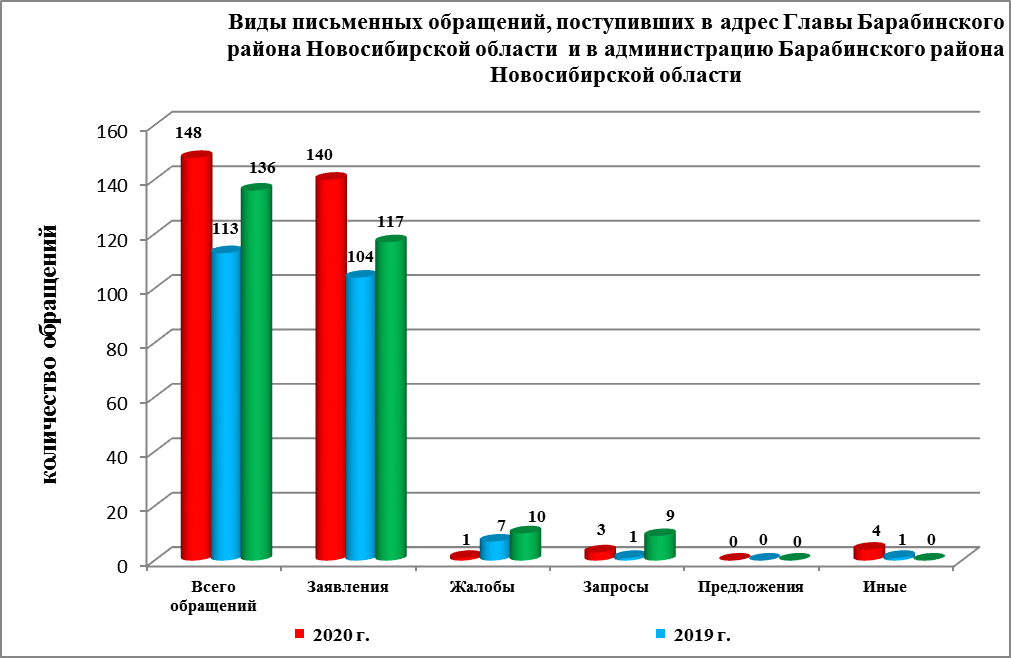 Виды письменных обращений, поступивших в адрес Главы Барабинского
района Новосибирской области и в администрацию Барабинского района
Новосибирской области
количество обращений
160
140
120
100
80
60
40
20
0
148
113
136
140
104
117
1
7
10
3
1
9
0
0
0
4
1
0
Всего
обращений
Заявления
Жалобы
Запросы
Предложения
Иные
2020 г.
2019 г.